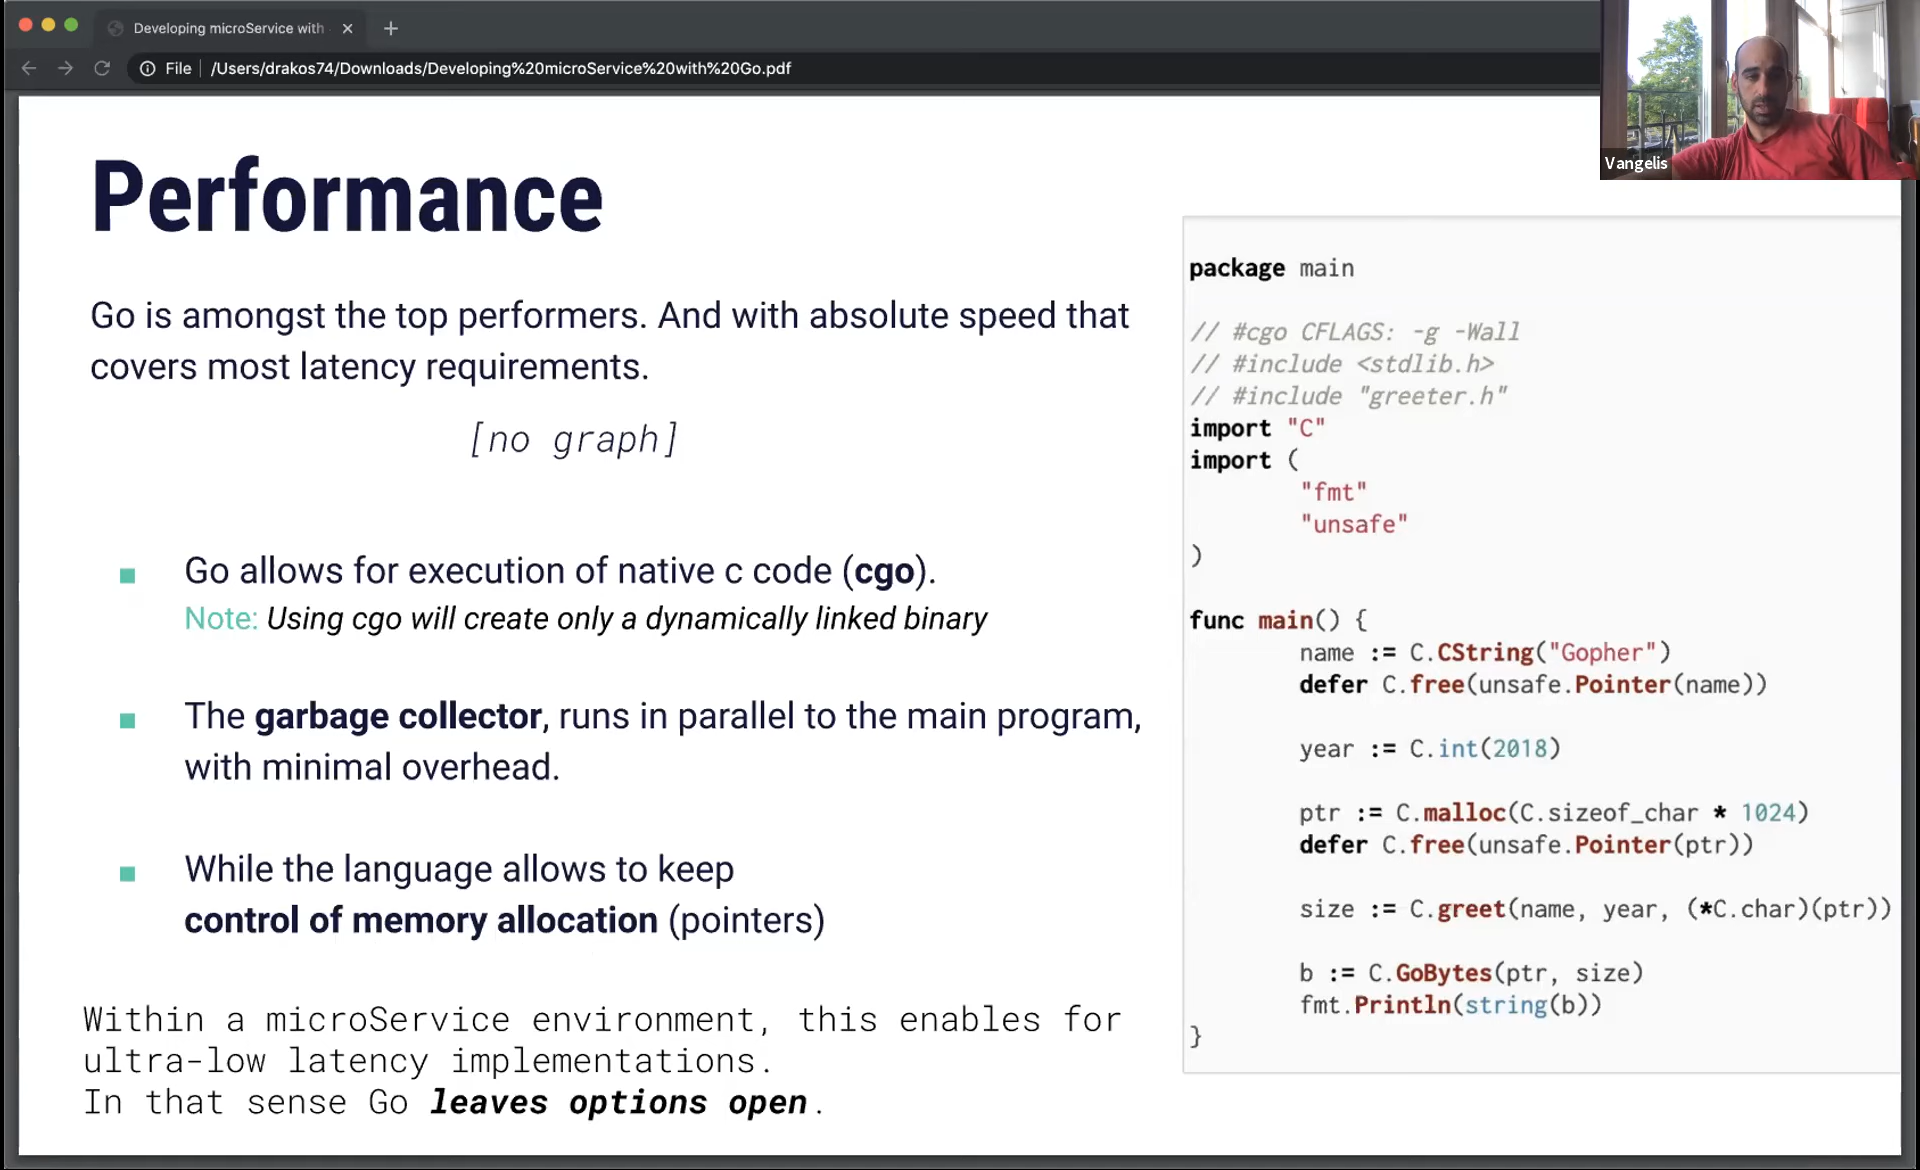 Developing microService with
File
/Users/drakos74/Downloads/Developing%20microService%20with%20Go.pdf
Vangelis
Performance
Go is amongst the top performers. And with absolute speed that
covers most latency requirements.
[no graph]
Go allows for execution of native c code (cgo).
Note: Using cgo will create only a dynamically linked binary
The garbage collector, runs in parallel to the main program,
with minimal overhead.
While the language allows to keep
control of memory allocation (pointers)
Within a microService environment, this enables for
ultra-low latency implementations.
In that sense Go leaves options open.
package main
// #cgo CFLAGS: -g -Wall
// #include <stdlib.h>
// #include "greeter.h"
import "C"
import (
"fmt"
"unsafe"
)
func main() {
name := C.CString("Gopher")
defer C.free(unsafe.Pointer(name))
year := C.int(2018)
ptr := C.malloc(C.sizeof_char * 1024)
defer C.free(unsafe.Pointer(ptr))
size := C.greet(name, year, (*C.char)(ptr))
b := C.GoBytes(ptr, size)
fmt.Println(string(b))
}